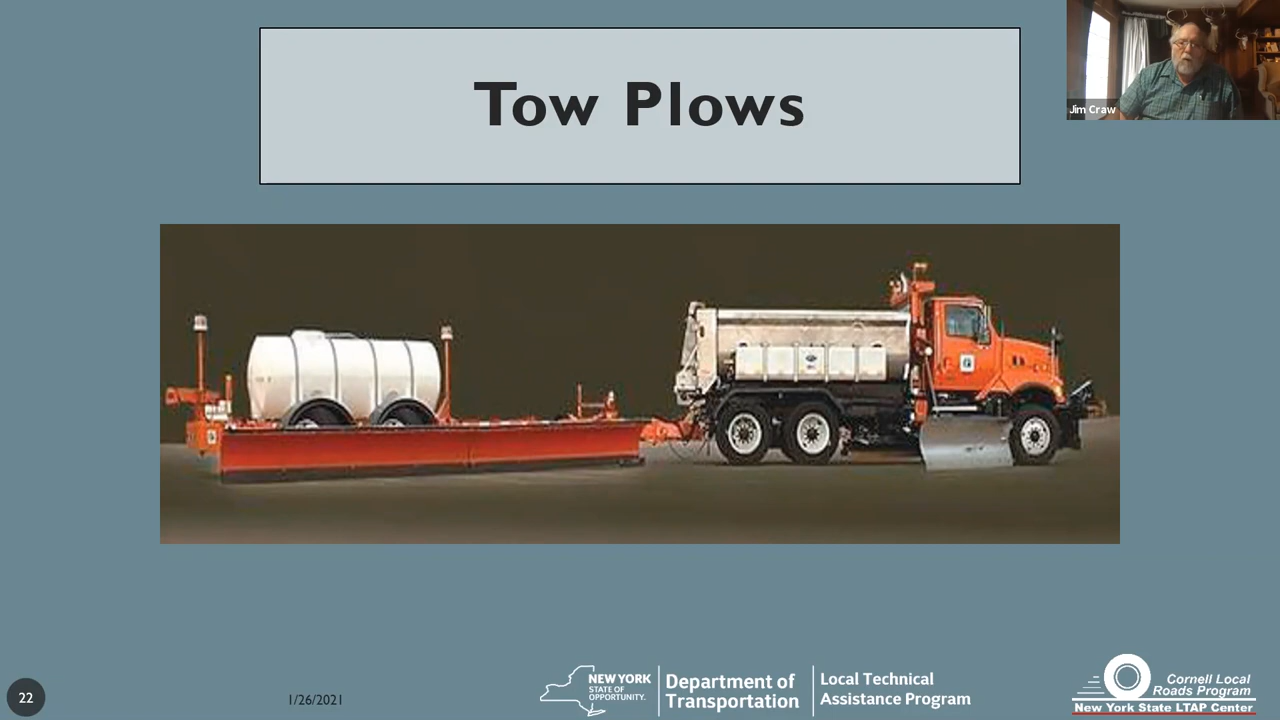 Tow Plows
Jim Craw
22
1/26/2021
NEW YORK
STATE OF
OPPORTUNITY.
Department of
Transportation
Local Technical
Assistance Program
Cornell Local
Roads Program
New York State LTAP Center